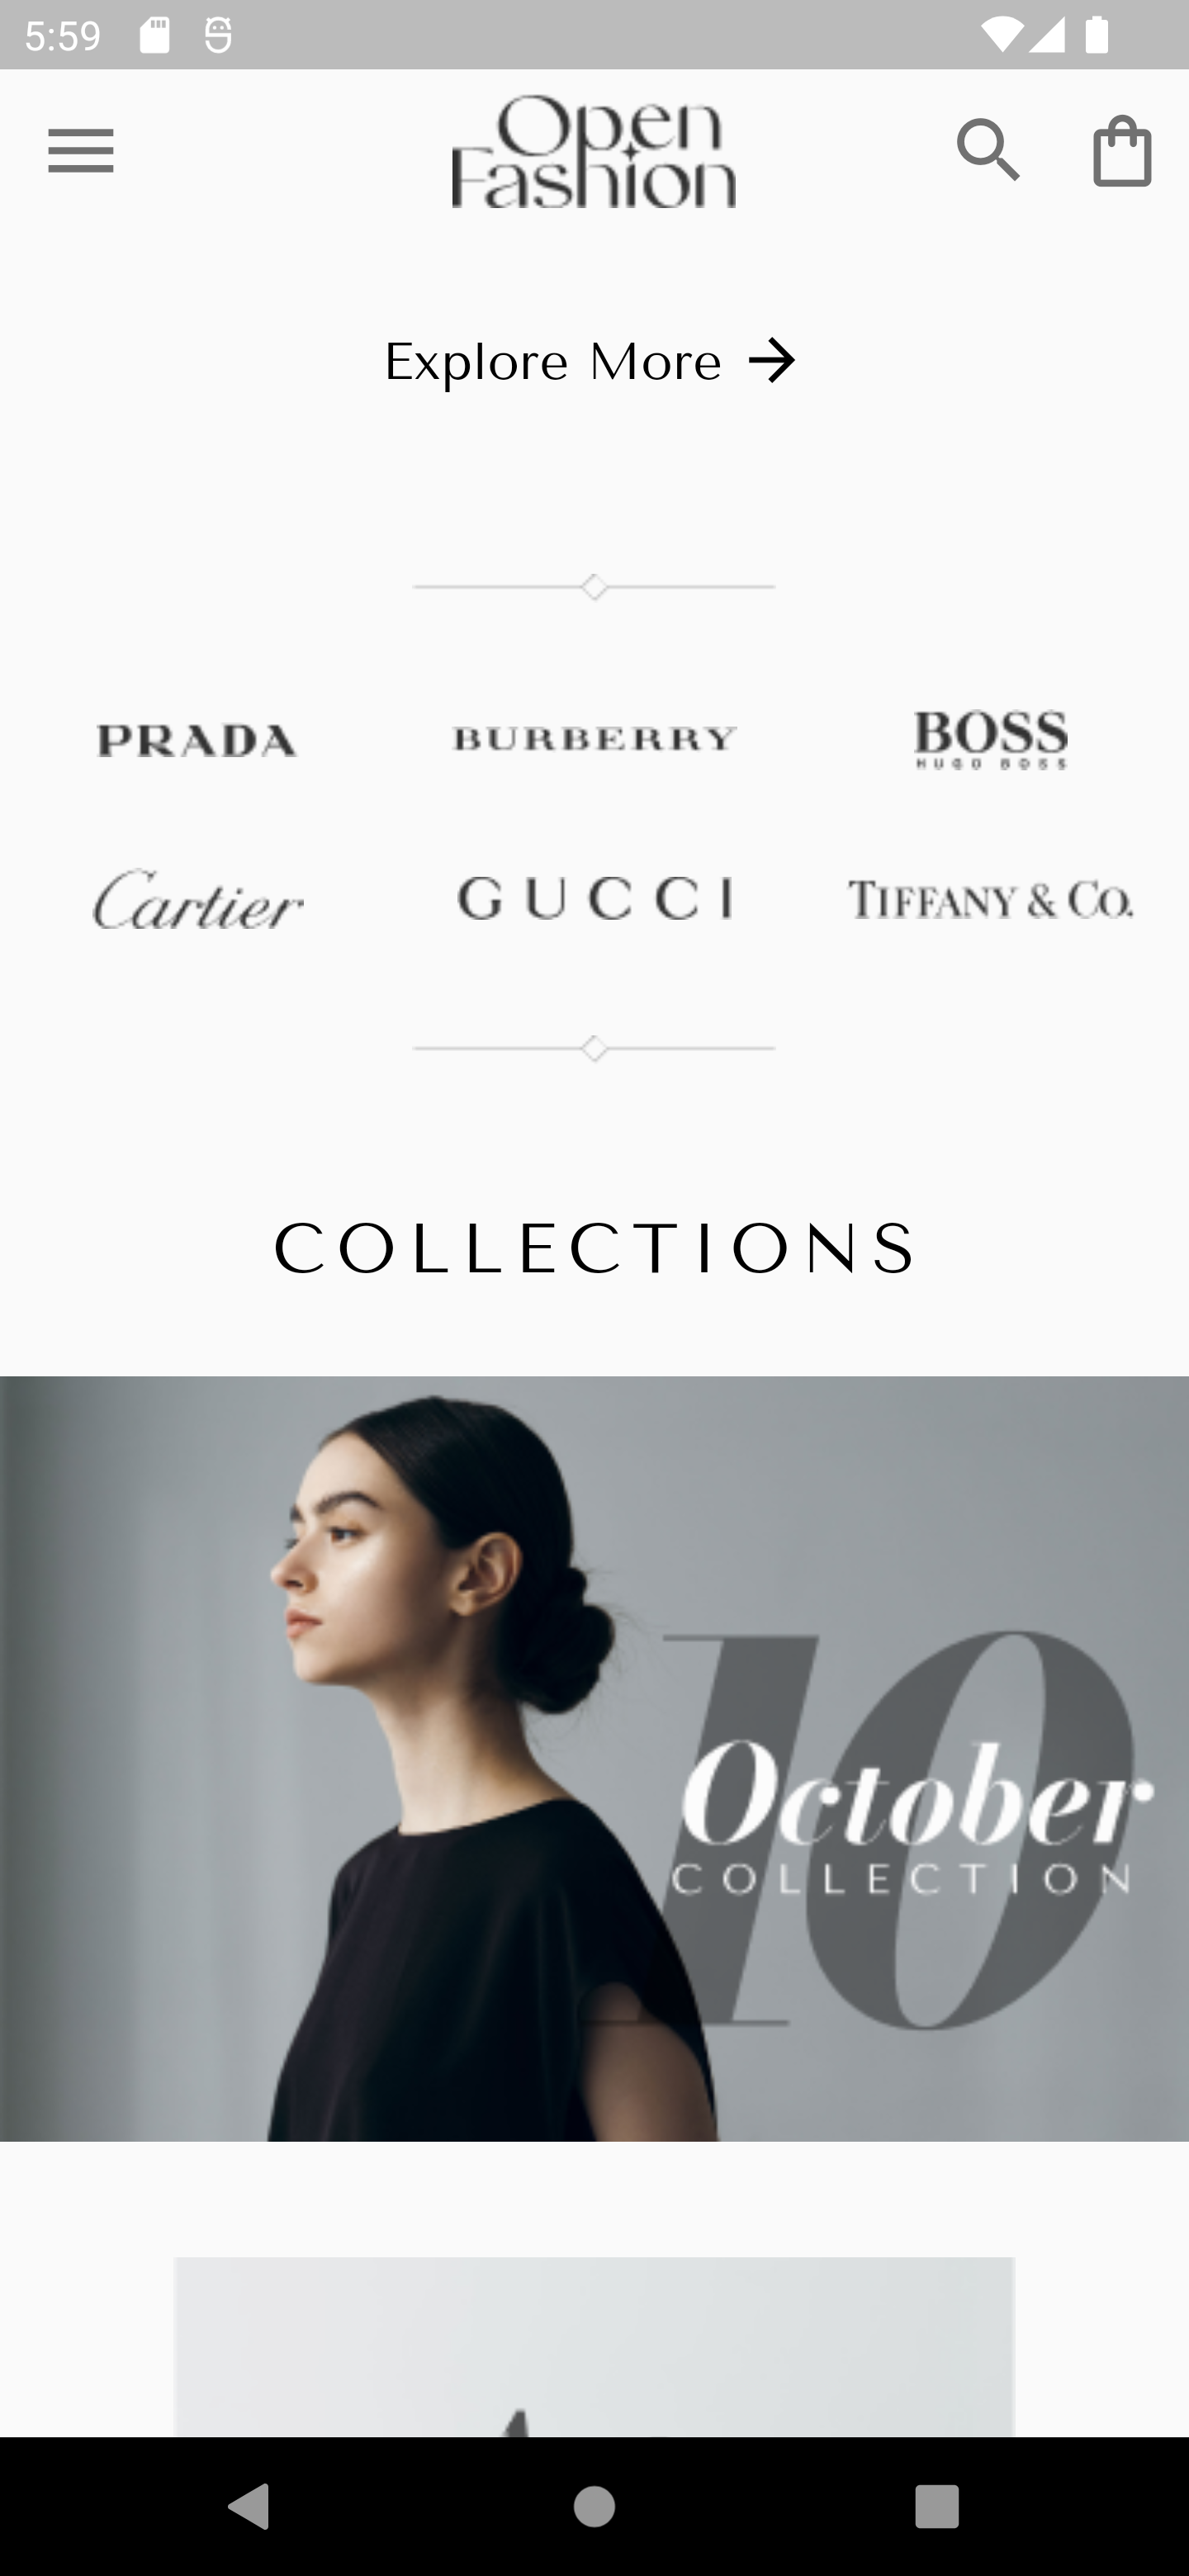 5:59
Open
Fashion
Explore More
PRADA
BURBERRY
BOSS
HUGO BOSS
Cartier
GUCCI
TIFFANY & CO.
COLLECTIONS
10
October
COLLECTION